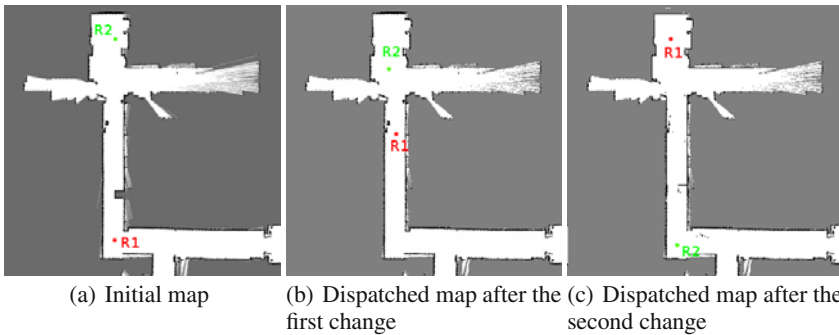 R2
R1
R2
R1
R1
R2
(a) Initial map
(b) Dispatched map after the
first change
(c) Dispatched map after the
second change